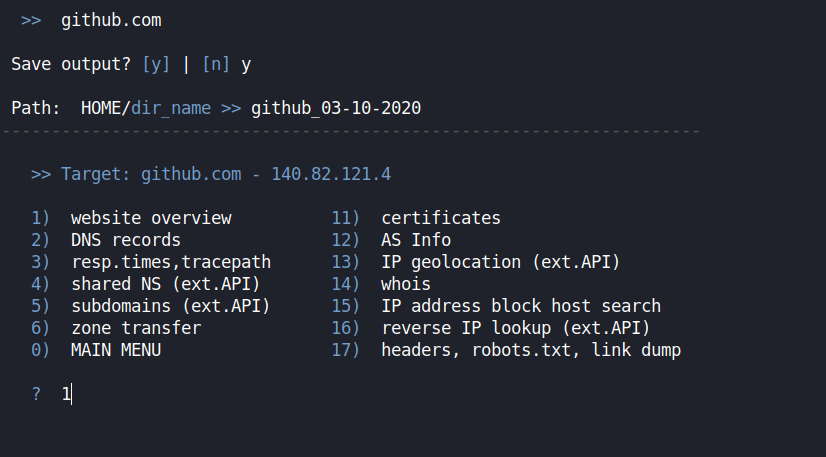 >> github.com
Save output? [y] | [n] y
Path: HOME/dir_name >> github_03-10-2020
----------------------------------------------------------------------
>> Target: github.com - 140.82.121.4
1) website overview 11) certificates
2) DNS records 12) AS Info
3) resp.times,tracepath 13) IP geolocation (ext.API)
4) shared NS (ext.API) 14) whois
5) subdomains (ext.API) 15) IP address block host search
6) zone transfer 16) reverse IP lookup (ext.API)
0) MAIN MENU 17) headers, robots.txt, link dump
? 1